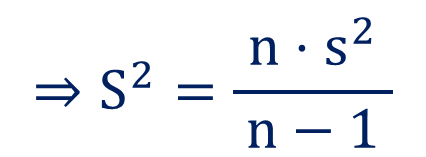 ⇒ S² = (n · s²) / (n − 1)